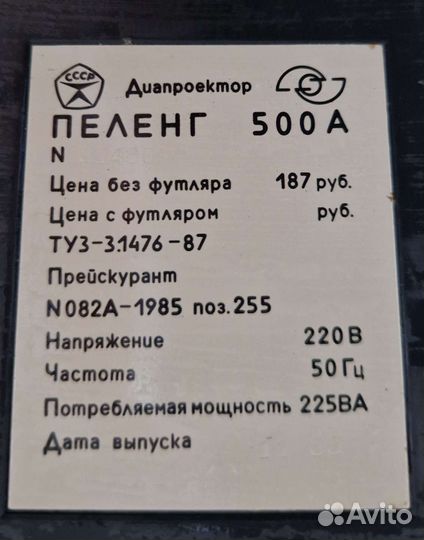 СССР Диапроектор
ПЕЛЕНГ 500А
N
Цена без футляра 187 руб.
Цена с футляром руб.
ТУ3-3.1476-87
Прейскурант
N082А-1985 поз.255
Напряжение 220В
Частота 50Гц
Потребляемая мощность 225ВА
Дата выпуска
Avito